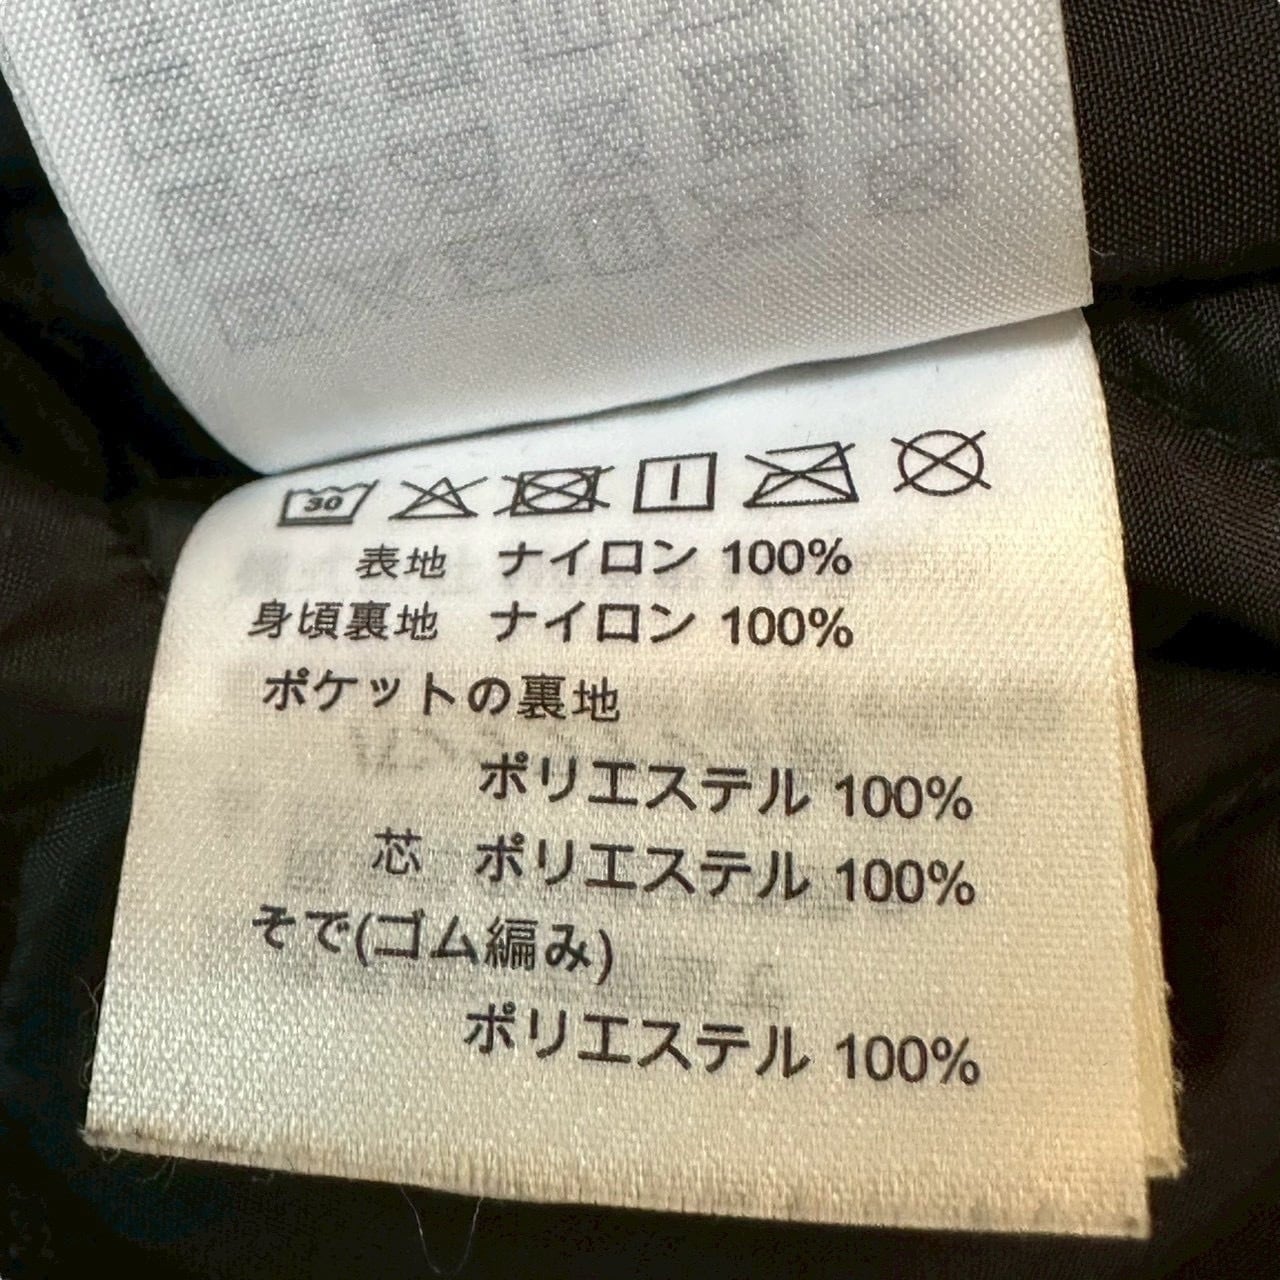 30
表地 ナイロン 100%
身頃裏地 ナイロン 100%
ポケットの裏地
ポリエステル 100%
芯 ポリエステル 100%
そで(ゴム編み)
ポリエステル 100%